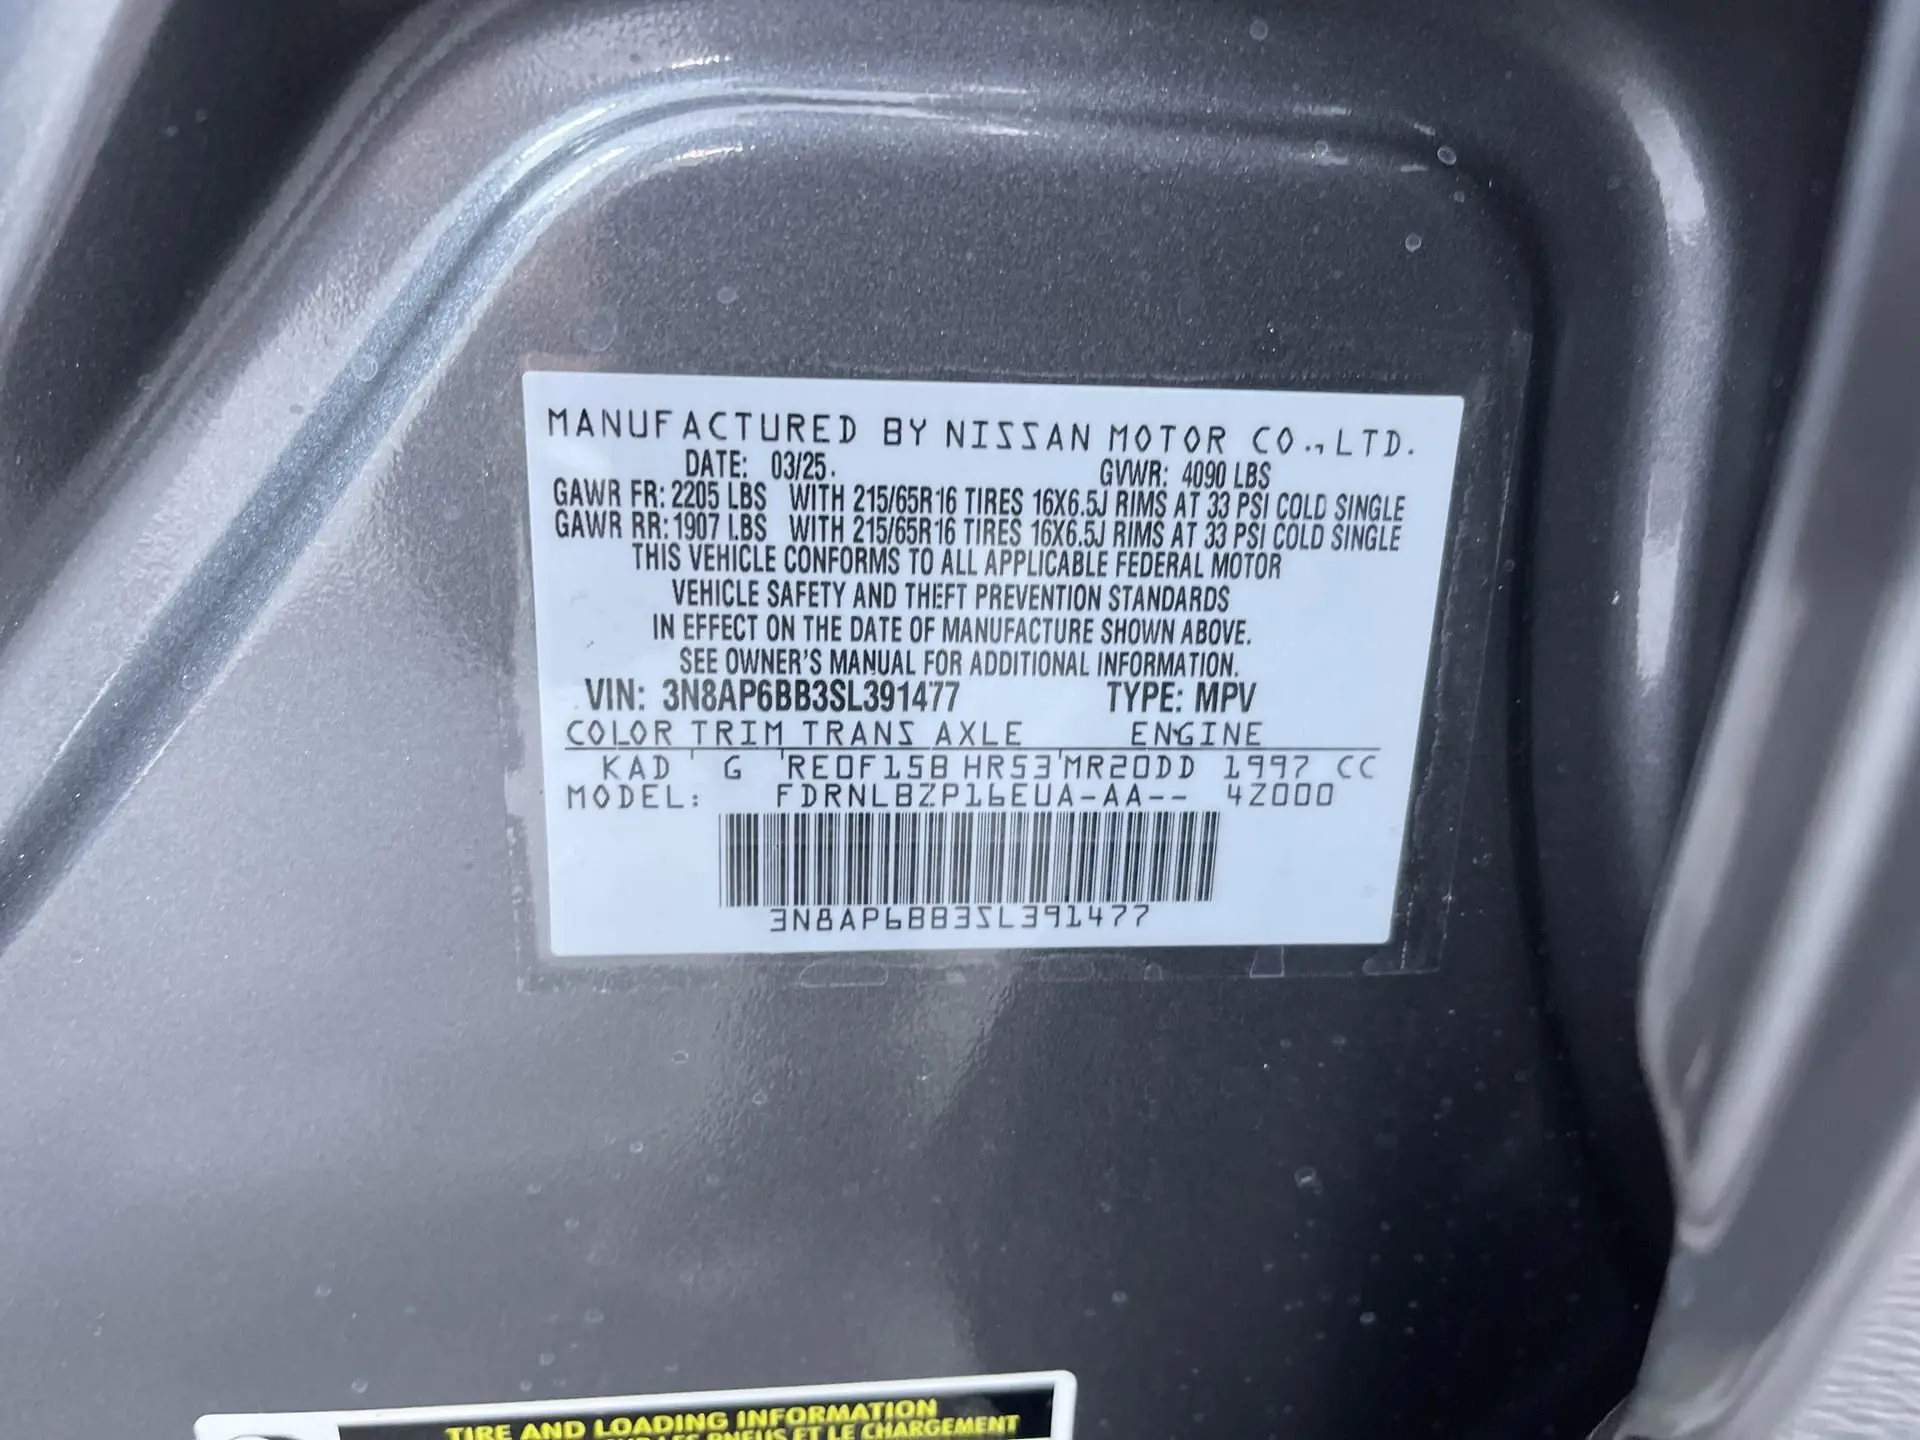 MANUFACTURED BY NISSAN MOTOR CO., LTD.
DATE: 03/25. GVWR: 4090 LBS
GAWR FR: 2205 LBS WITH 215/65R16 TIRES 16X6.5J RIMS AT 33 PSI COLD SINGLE
GAWR RR: 1907 LBS WITH 215/65R16 TIRES 16X6.5J RIMS AT 33 PSI COLD SINGLE
THIS VEHICLE CONFORMS TO ALL APPLICABLE FEDERAL MOTOR
VEHICLE SAFETY AND THEFT PREVENTION STANDARDS
IN EFFECT ON THE DATE OF MANUFACTURE SHOWN ABOVE.
SEE OWNER'S MANUAL FOR ADDITIONAL INFORMATION.
VIN: 3N8AP6BB3SL391477 TYPE: MPV
COLOR TRIM TRANS AXLE ENGINE
KAD G RE0F15B HR53 MR20DD 1997 CC
MODEL: FDRNLBZP16EUA-AA-- 4Z000
3N8AP6BB3SL391477
TIRE AND LOADING INFORMATION
SUR LES PNEUS ET LE CHARGEMENT